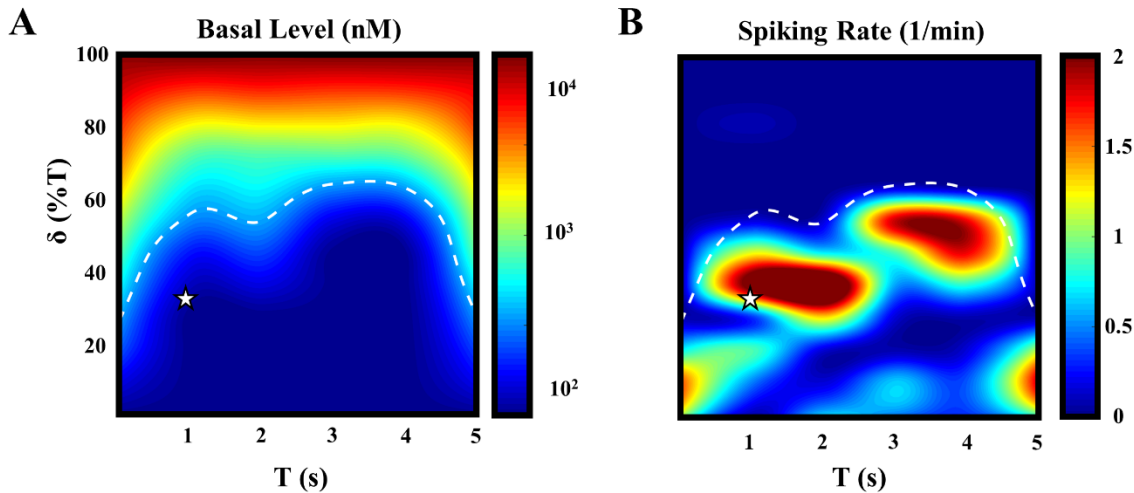 A
Basal Level (nM)
100
80
60
40
20
δ (%T)
1 2 3 4 5
T (s)
10⁴
10³
10²
B
Spiking Rate (1/min)
1 2 3 4 5
T (s)
2
1.5
1
0.5
0